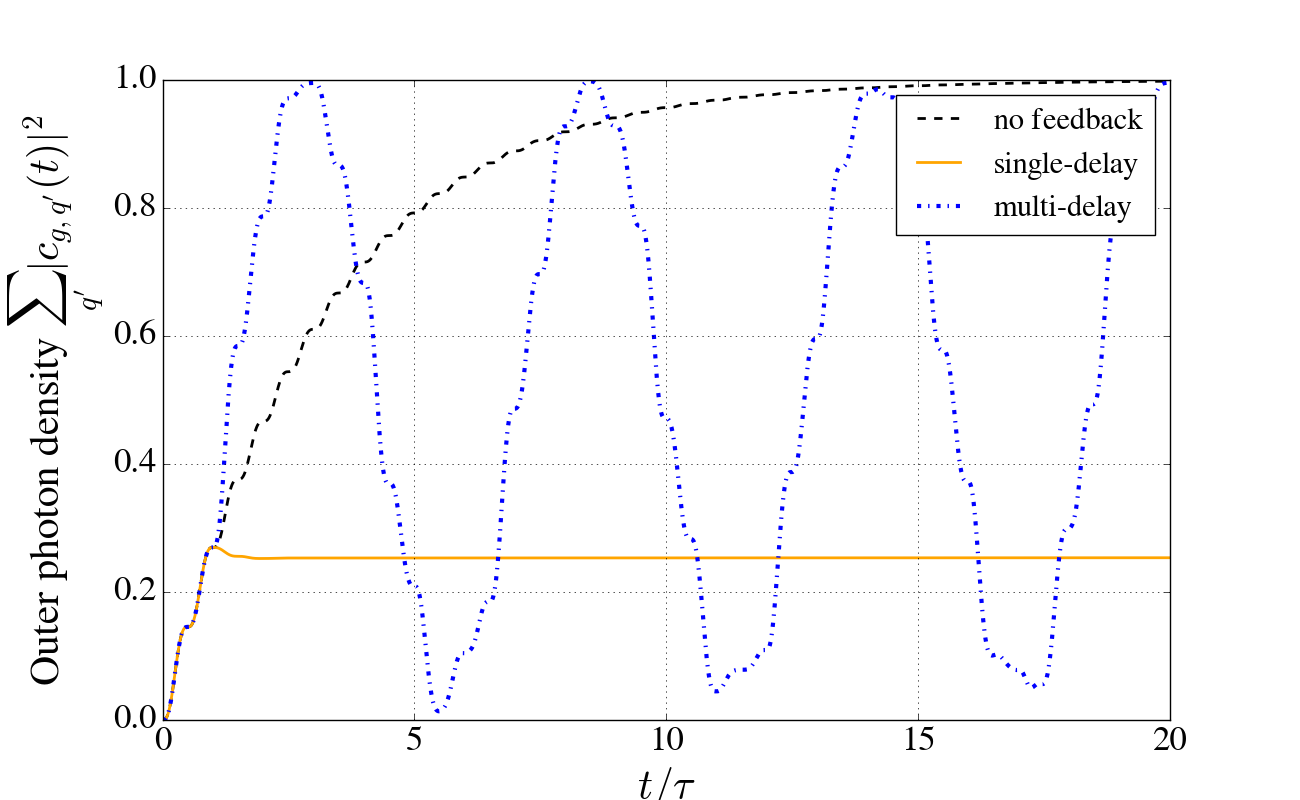 Outer photon density ∑_{q′} |c_{g,q′}(t)|²
1.0
0.8
0.6
0.4
0.2
0.0
0 5 10 15 20
t/τ
no feedback
single-delay
multi-delay